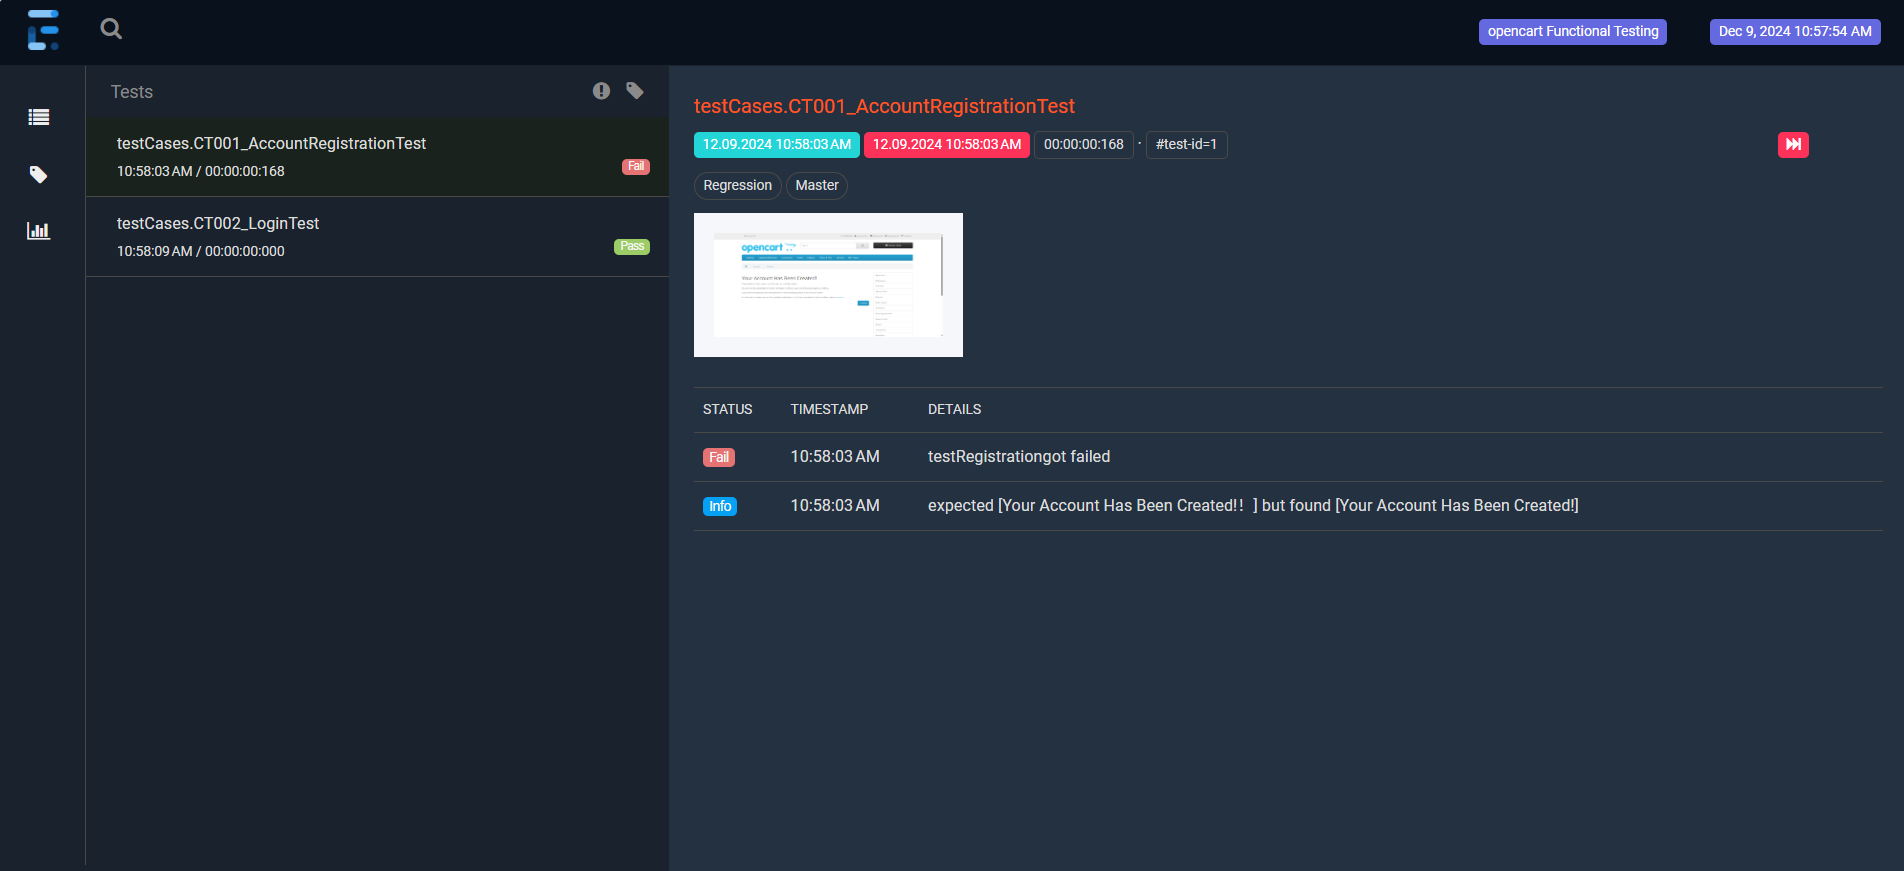 opencart Functional Testing
Dec 9, 2024 10:57:54 AM
Tests
testCases.CT001_AccountRegistrationTest
10:58:03 AM / 00:00:00:168
Fail
testCases.CT002_LoginTest
10:58:09 AM / 00:00:00:000
Pass
testCases.CT001_AccountRegistrationTest
12.09.2024 10:58:03 AM 12.09.2024 10:58:03 AM 00:00:00:168 · #test-id=1
Regression Master
opencart
Your Account Has Been Created!
STATUS TIMESTAMP DETAILS
Fail 10:58:03 AM testRegistrationgot failed
Info 10:58:03 AM expected [Your Account Has Been Created!！ ] but found [Your Account Has Been Created!]